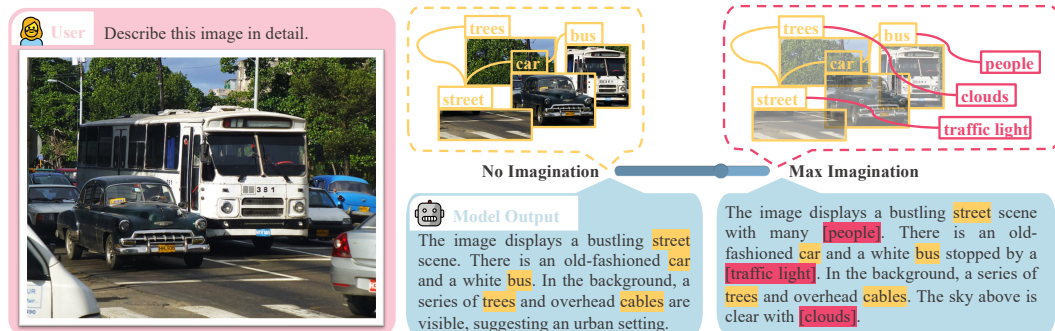 User
Describe this image in detail.
381
trees
bus
car
street
trees
bus
car
street
people
clouds
traffic light
No Imagination
Max Imagination
Model Output
The image displays a bustling street
scene. There is an old-fashioned car
and a white bus. In the background, a
series of trees and overhead cables are
visible, suggesting an urban setting.
The image displays a bustling street scene
with many [people]. There is an old-
fashioned car and a white bus stopped by a
[traffic light]. In the background, a series of
trees and overhead cables. The sky above is
clear with [clouds].